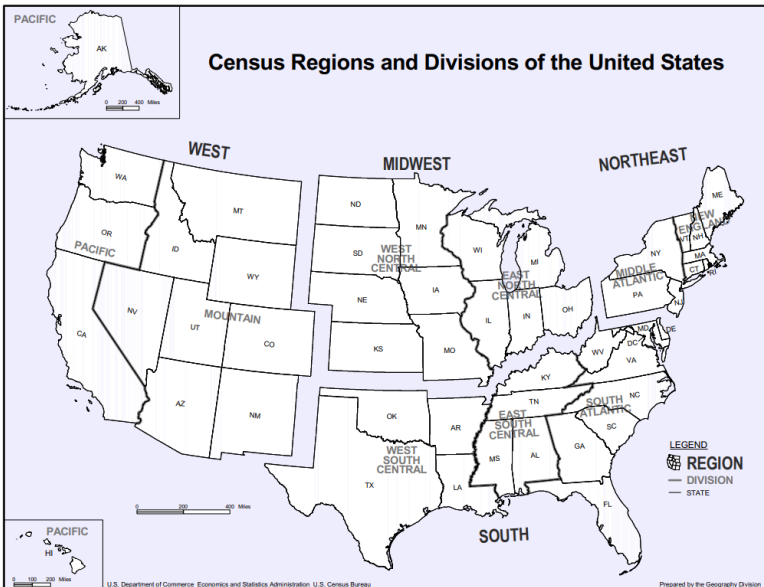 PACIFIC
AK
0 200 400 Miles
Census Regions and Divisions of the United States
WEST
MIDWEST
NORTHEAST
WA
MT
ND
MN
ME
OR
PACIFIC
ID
SD
WEST
NORTH
CENTRAL
WI
MI
NEW
ENGLAND
VT
NH
NY
MA
CT
RI
WY
MIDDLE
ATLANTIC
NV
MOUNTAIN
UT
NE
IA
EAST
NORTH
CENTRAL
PA
NJ
CA
CO
KS
MO
IL
IN
OH
MD
DE
DC
WV
VA
AZ
NM
OK
AR
KY
TN
NC
SOUTH
ATLANTIC
SC
EAST
SOUTH
CENTRAL
WEST
SOUTH
CENTRAL
MS
AL
GA
TX
LA
FL
LEGEND
REGION
DIVISION
STATE
0 200 400 Miles
SOUTH
PACIFIC
HI
0 100 200 Miles
U.S. Department of Commerce Economics and Statistics Administration U.S. Census Bureau
Prepared by the Geography Division